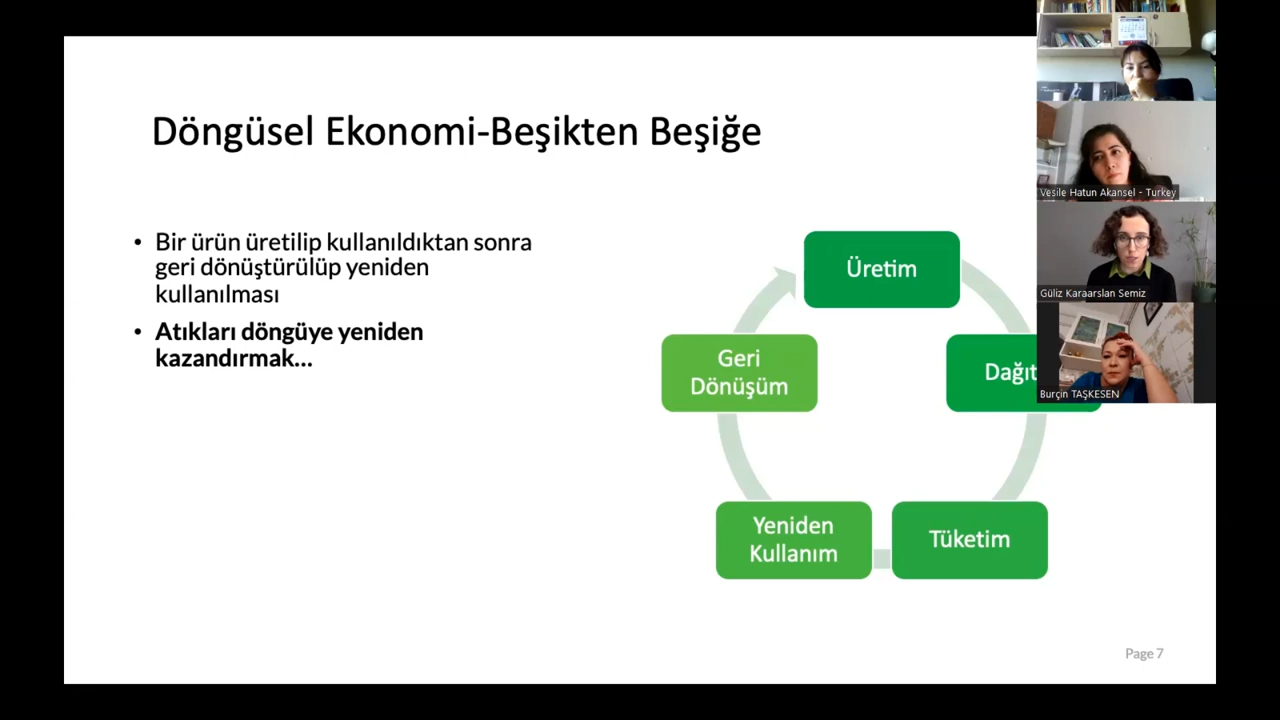 Döngüsel Ekonomi-Beşikten Beşiğe
• Bir ürün üretilip kullanıldıktan sonra
geri dönüştürülüp yeniden
kullanılması
• Atıkları döngüye yeniden
kazandırmak...
Üretim
Geri
Dönüşüm
Yeniden
Kullanım
Tüketim
Page 7
Vesile Hatun Akansel - Turkey
Güliz Karaarslan Semiz
Burçin TAŞKESEN